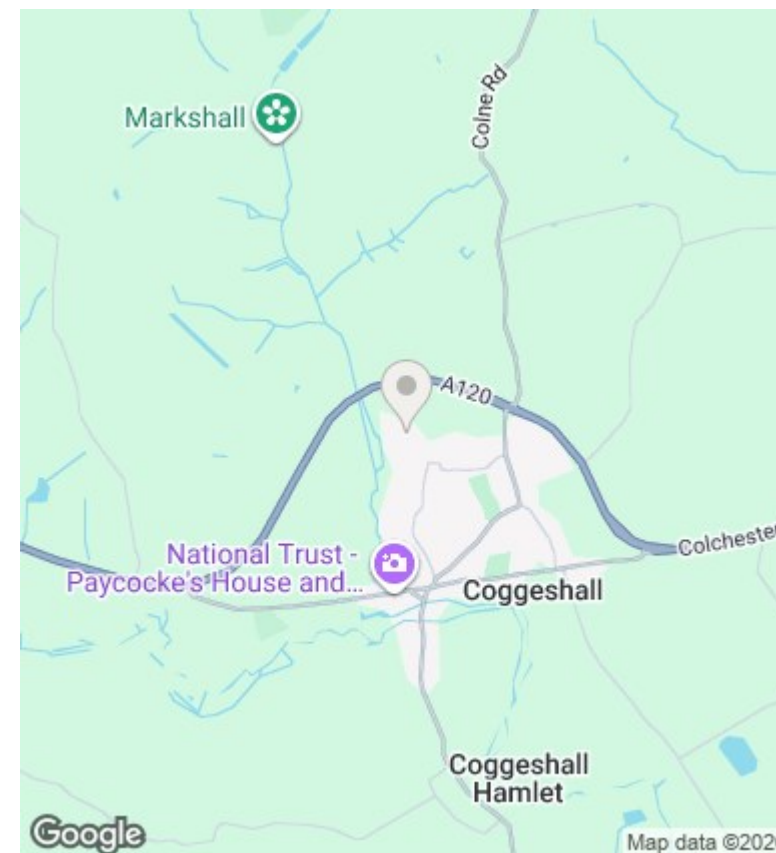 Markshall
Colne Rd
A120
Colchester
National Trust -
Paycocke's House and...
Coggeshall
Coggeshall
Hamlet
Google
Map data ©202